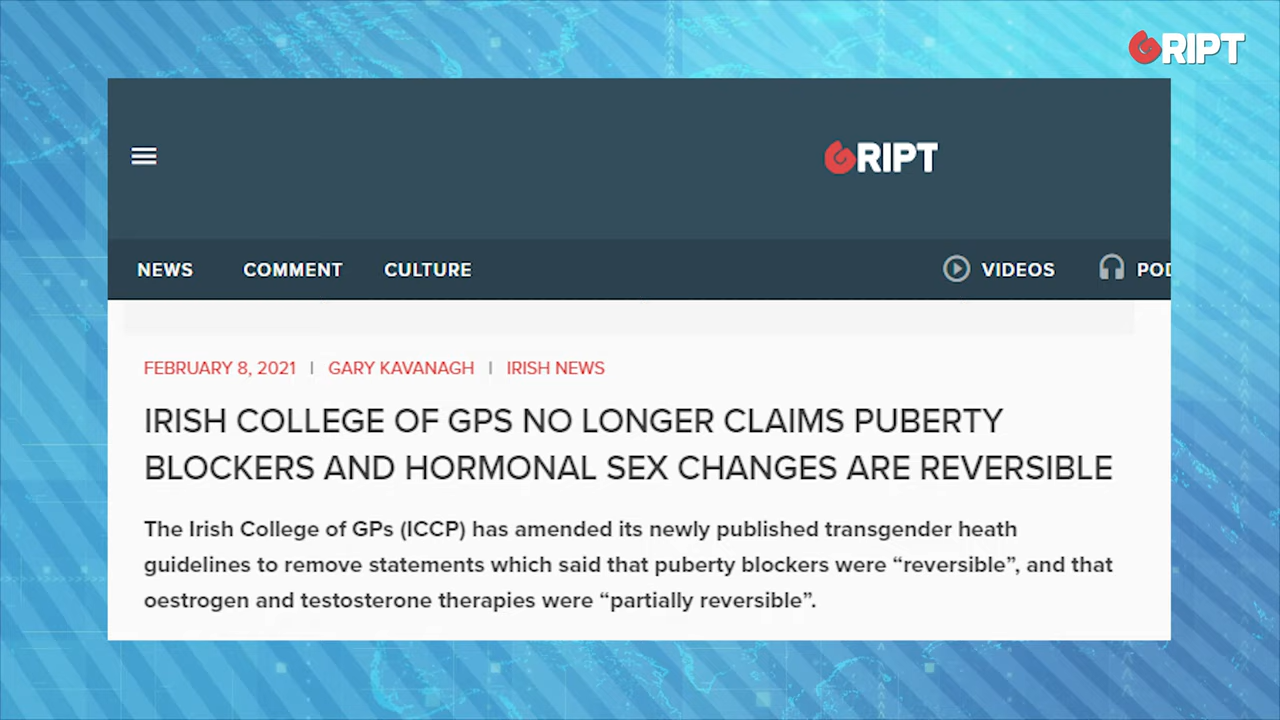 GRIPT
GRIPT
NEWS COMMENT CULTURE VIDEOS POD
FEBRUARY 8, 2021 | GARY KAVANAGH | IRISH NEWS
IRISH COLLEGE OF GPS NO LONGER CLAIMS PUBERTY
BLOCKERS AND HORMONAL SEX CHANGES ARE REVERSIBLE
The Irish College of GPs (ICCP) has amended its newly published transgender heath
guidelines to remove statements which said that puberty blockers were “reversible”, and that
oestrogen and testosterone therapies were “partially reversible”.